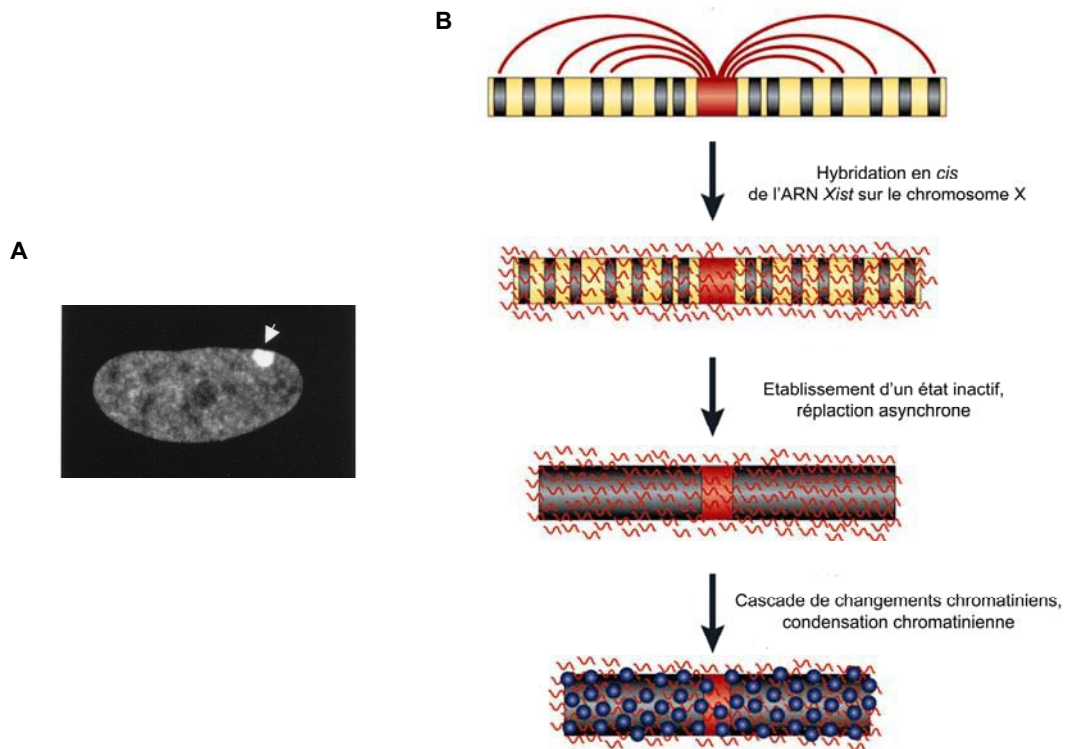 B
Hybridation en cis
de l'ARN Xist sur le chromosome X
A
Etablissement d'un état inactif,
réplaction asynchrone
Cascade de changements chromatiniens,
condensation chromatinienne